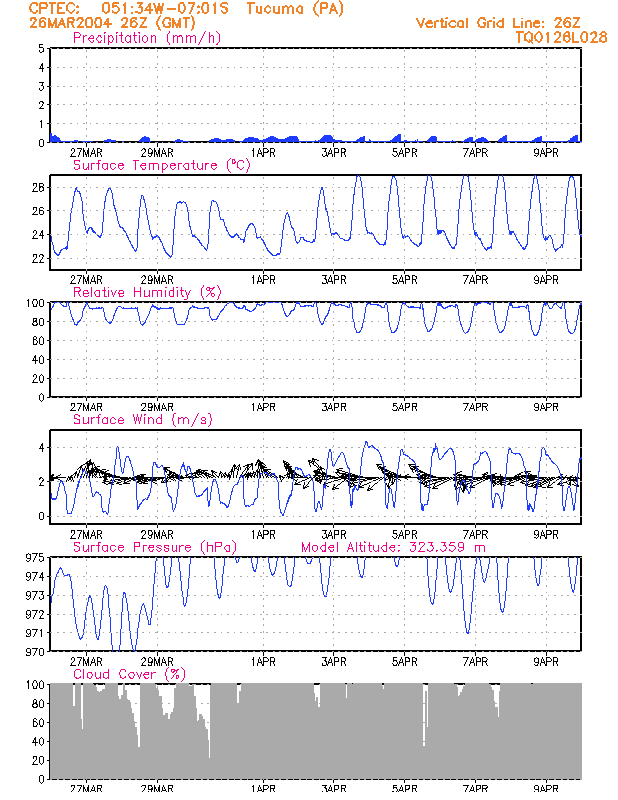 CPTEC: 051:34W-07:01S Tucuma (PA)
26MAR2004 26Z (GMT) Vertical Grid Line: 26Z
Precipitation (mm/h) TQ0126L028
5
4
3
2
1
0
27MAR 29MAR 1APR 3APR 5APR 7APR 9APR
Surface Temperature (°C)
28
26
24
22
27MAR 29MAR 1APR 3APR 5APR 7APR 9APR
Relative Humidity (%)
100
80
60
40
20
0
27MAR 29MAR 1APR 3APR 5APR 7APR 9APR
Surface Wind (m/s)
4
2
0
27MAR 29MAR 1APR 3APR 5APR 7APR 9APR
Surface Pressure (hPa) Model Altitude: 323.359 m
975
974
973
972
971
970
27MAR 29MAR 1APR 3APR 5APR 7APR 9APR
Cloud Cover (%)
100
80
60
40
20
0
27MAR 29MAR 1APR 3APR 5APR 7APR 9APR